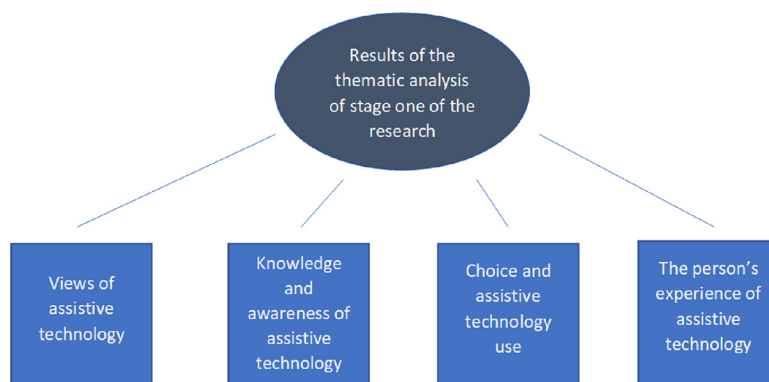 Results of the
thematic analysis
of stage one of the
research
Views of
assistive
technology
Knowledge
and
awareness of
assistive
technology
Choice and
assistive
technology
use
The person's
experience of
assistive
technology